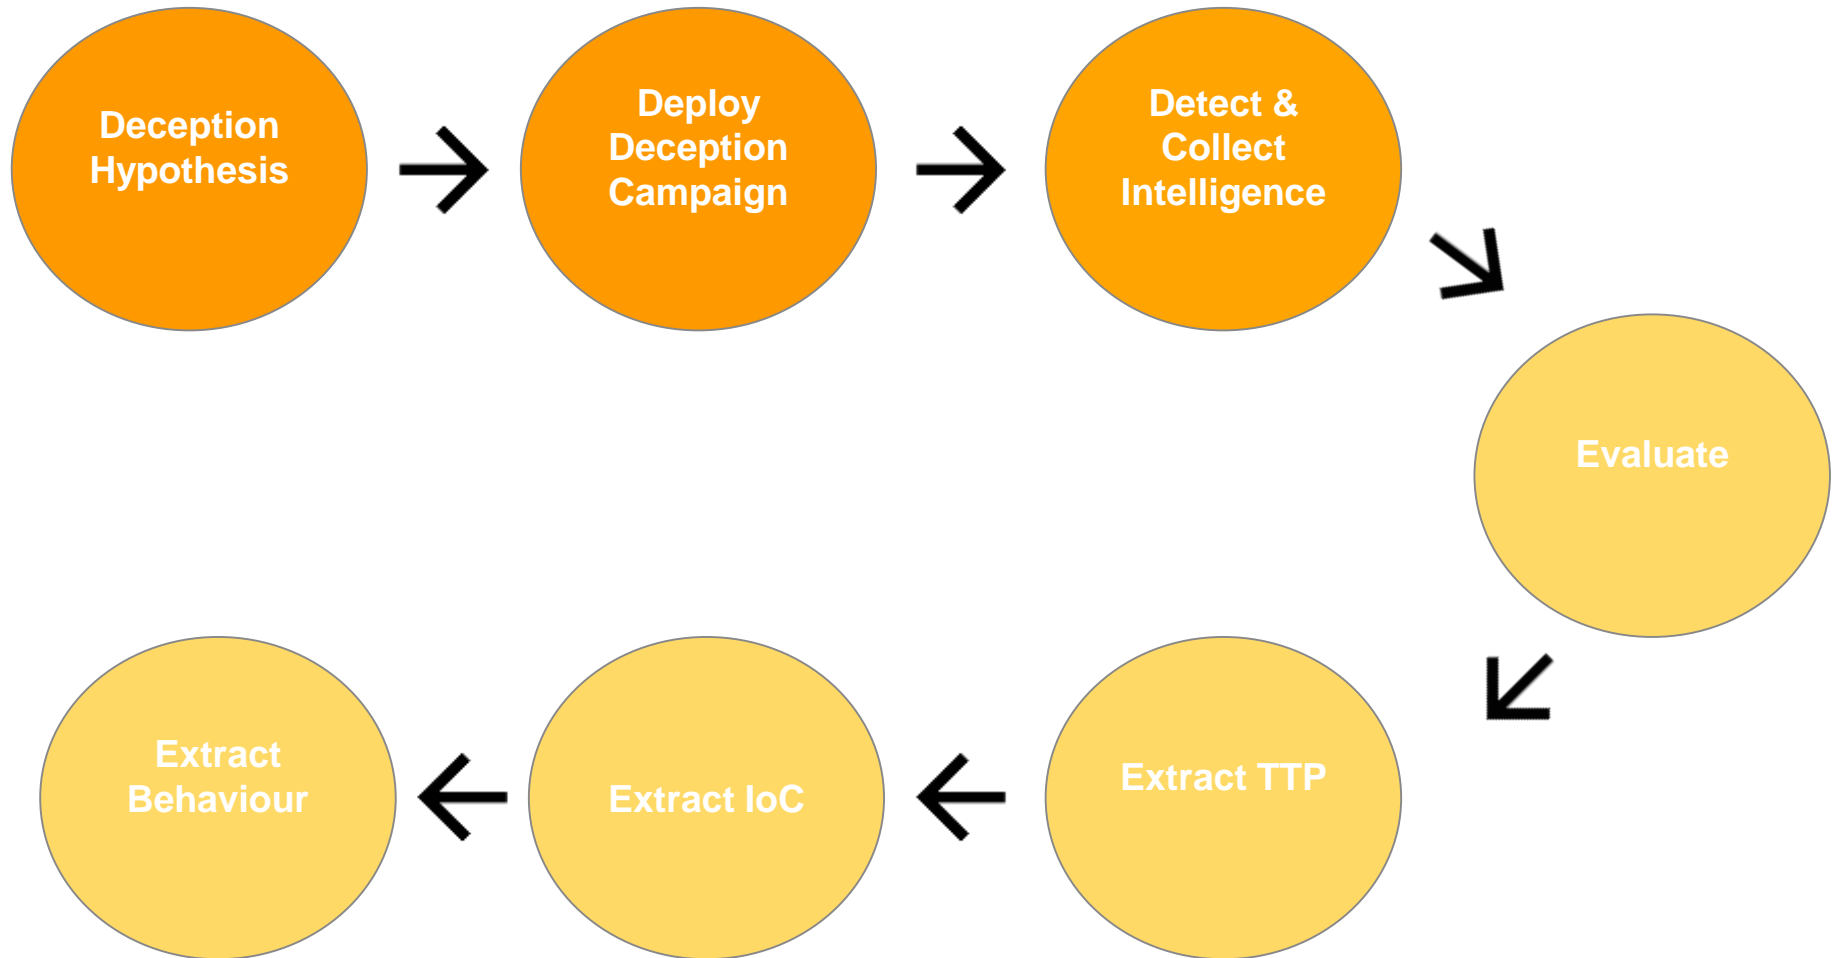 Deception
Hypothesis
Deploy
Deception
Campaign
Detect &
Collect
Intelligence
Evaluate
Extract TTP
Extract IoC
Extract
Behaviour